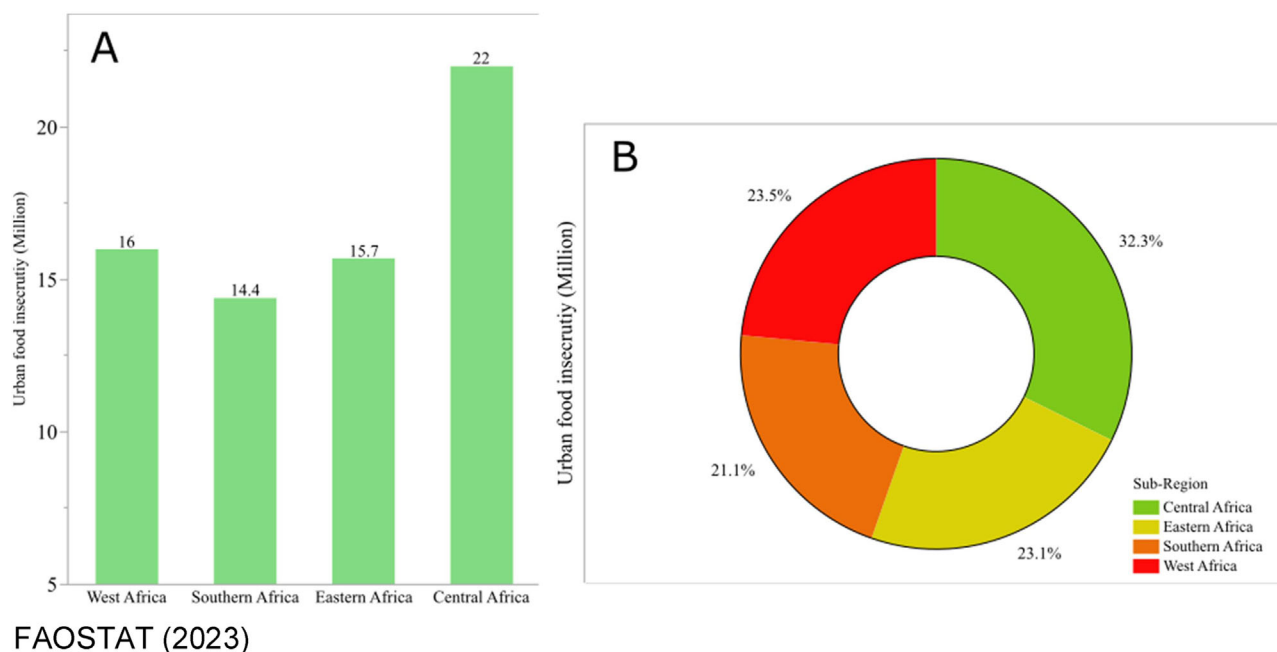 A
22
20
16
15.7
15
14.4
10
5
Urban food insecrutiy (Million)
West Africa Southern Africa Eastern Africa Central Africa
FAOSTAT (2023)
B
23.5%
32.3%
21.1%
23.1%
Urban food insecrutiy (Million)
Sub-Region
Central Africa
Eastern Africa
Southern Africa
West Africa